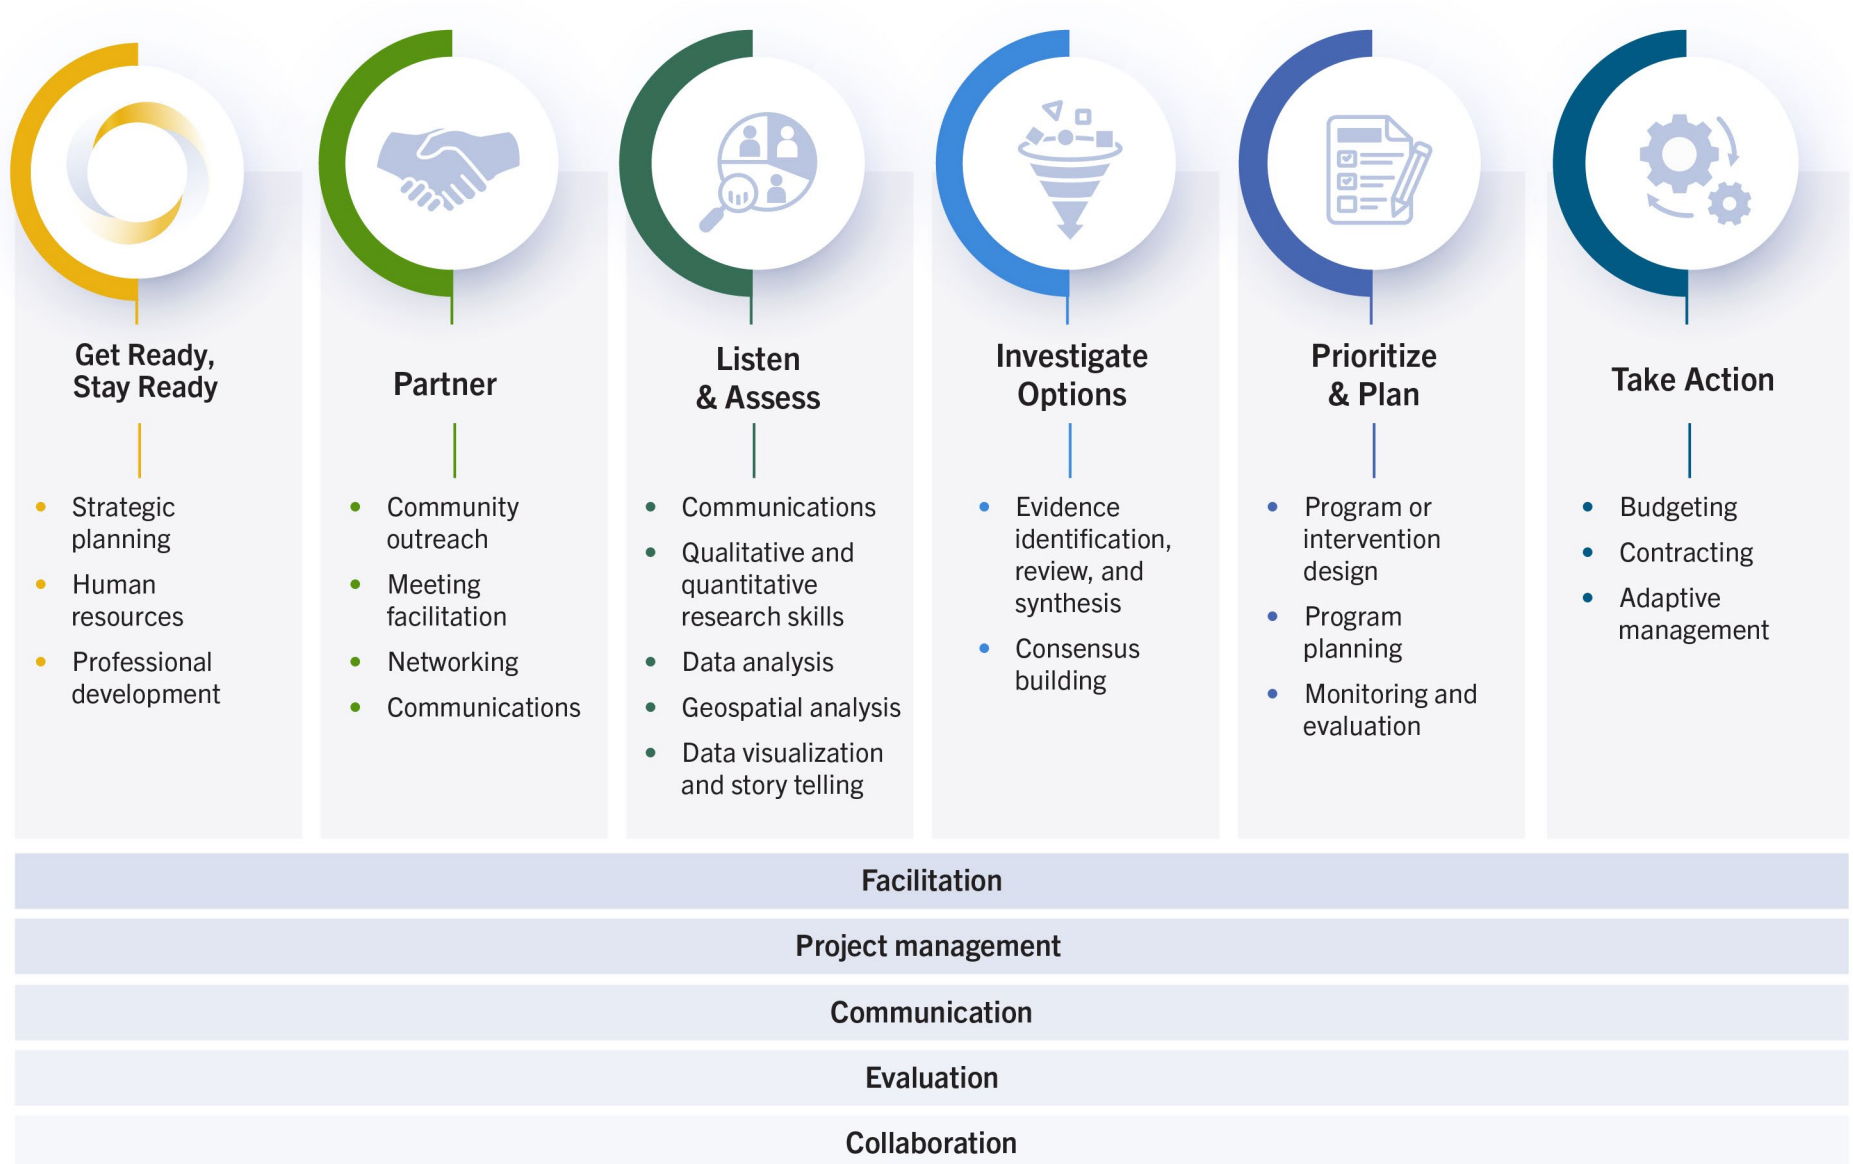 Get Ready,
Stay Ready
Strategic
planning
Human
resources
Professional
development
Partner
Community
outreach
Meeting
facilitation
Networking
Communications
Listen
& Assess
Communications
Qualitative and
quantitative
research skills
Data analysis
Geospatial analysis
Data visualization
and story telling
Investigate
Options
Evidence
identification,
review, and
synthesis
Consensus
building
Prioritize
& Plan
Program or
intervention
design
Program
planning
Monitoring and
evaluation
Take Action
Budgeting
Contracting
Adaptive
management
Facilitation
Project management
Communication
Evaluation
Collaboration